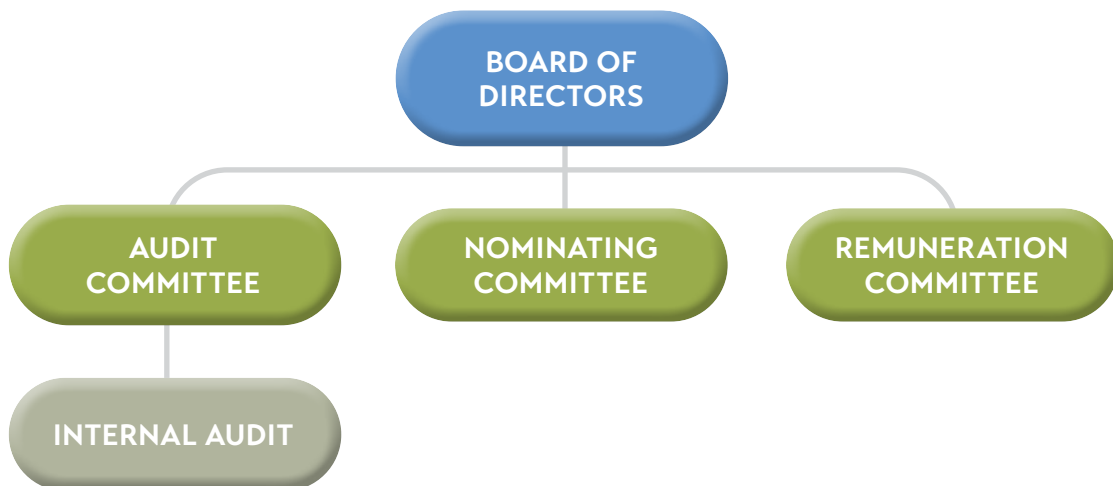 BOARD OF
DIRECTORS
AUDIT
COMMITTEE
NOMINATING
COMMITTEE
REMUNERATION
COMMITTEE
INTERNAL AUDIT